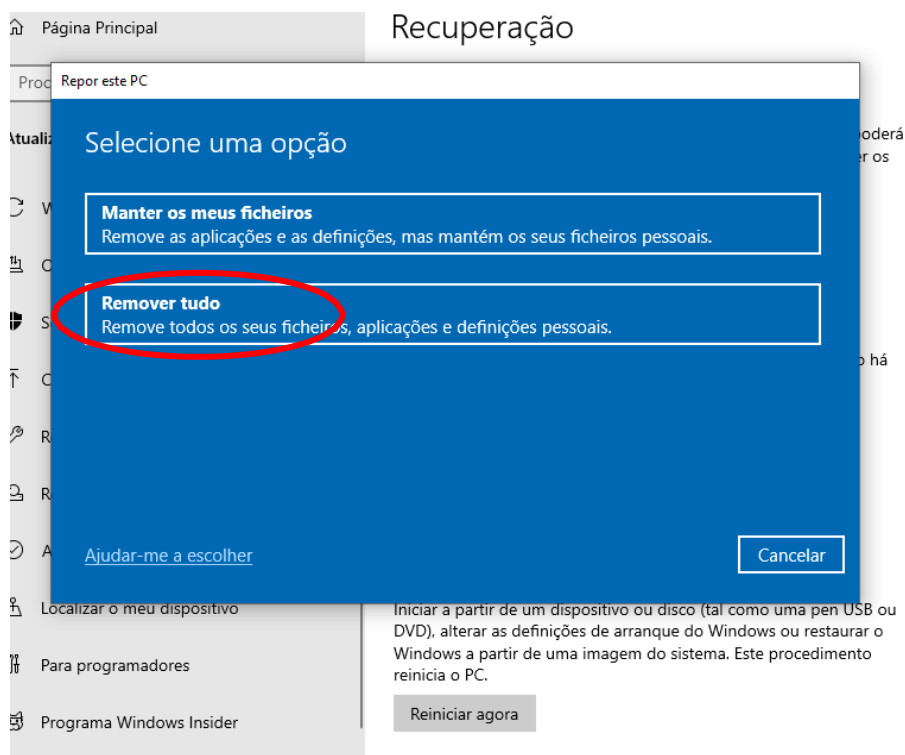 Página Principal
Recuperação
Repor este PC
Selecione uma opção
Manter os meus ficheiros
Remove as aplicações e as definições, mas mantém os seus ficheiros pessoais.
Remover tudo
Remove todos os seus ficheiros, aplicações e definições pessoais.
há
Ajudar-me a escolher
Cancelar
Localizar o meu dispositivo
Iniciar a partir de um dispositivo ou disco (tal como uma pen USB ou
DVD), alterar as definições de arranque do Windows ou restaurar o
Windows a partir de uma imagem do sistema. Este procedimento
reinicia o PC.
Para programadores
Reiniciar agora
Programa Windows Insider